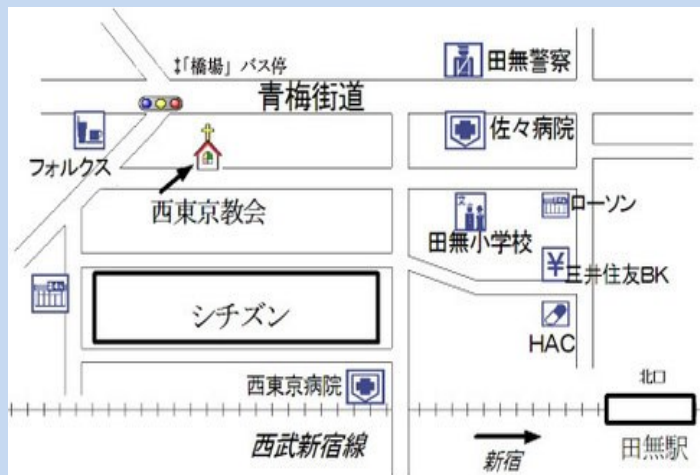 「橋場」バス停
田無警察
青梅街道
佐々病院
フォルクス
西東京教会
ローソン
田無小学校
¥
三井住友BK
シチズン
HAC
西東京病院
北口
西武新宿線
新宿
田無駅